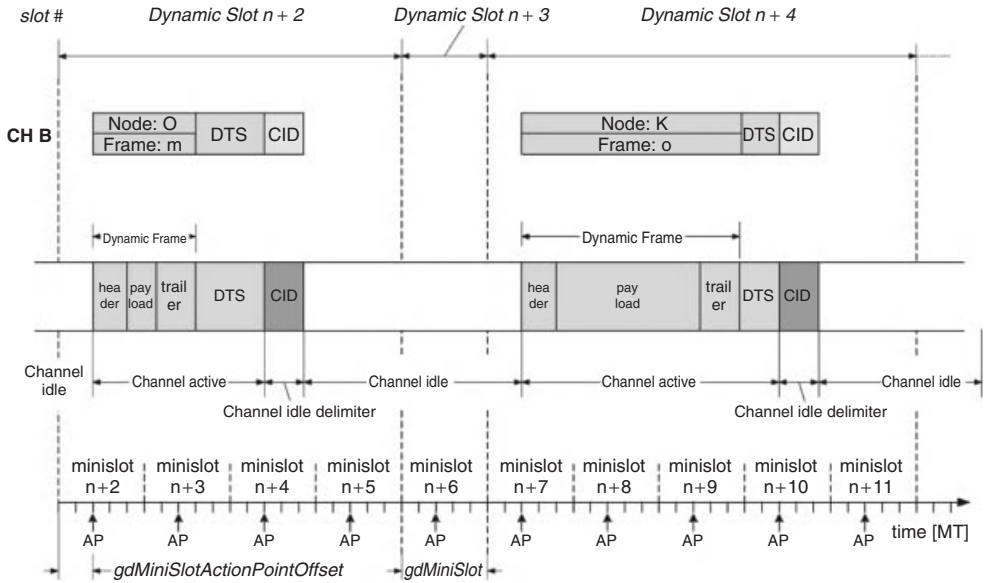 slot # Dynamic Slot n + 2 Dynamic Slot n + 3 Dynamic Slot n + 4
CH B
Node: O
Frame: m
DTS
CID
Node: K
Frame: o
DTS
CID
Dynamic Frame
Dynamic Frame
hea
der
pay
load
trail
er
DTS
CID
hea
der
pay
load
trail
er
DTS
CID
Channel
idle
Channel active
Channel idle
Channel active
Channel idle
Channel idle delimiter
Channel idle delimiter
minislot
n+2
minislot
n+3
minislot
n+4
minislot
n+5
minislot
n+6
minislot
n+7
minislot
n+8
minislot
n+9
minislot
n+10
minislot
n+11
AP AP AP AP AP AP AP AP AP AP
time [MT]
gdMiniSlotActionPointOffset
gdMiniSlot